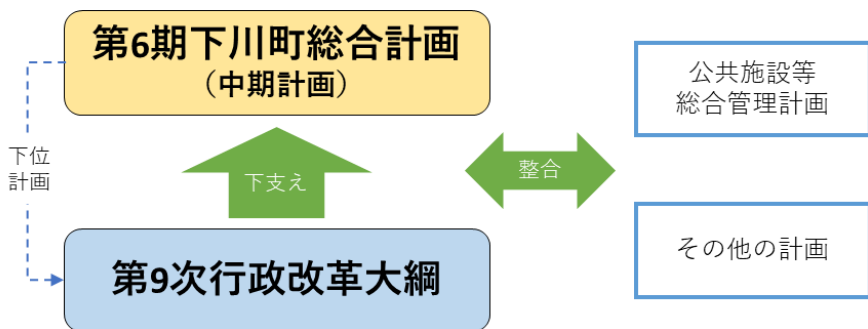 第6期下川町総合計画
（中期計画）
下位
計画
下支え
第9次行政改革大綱
整合
公共施設等
総合管理計画
その他の計画